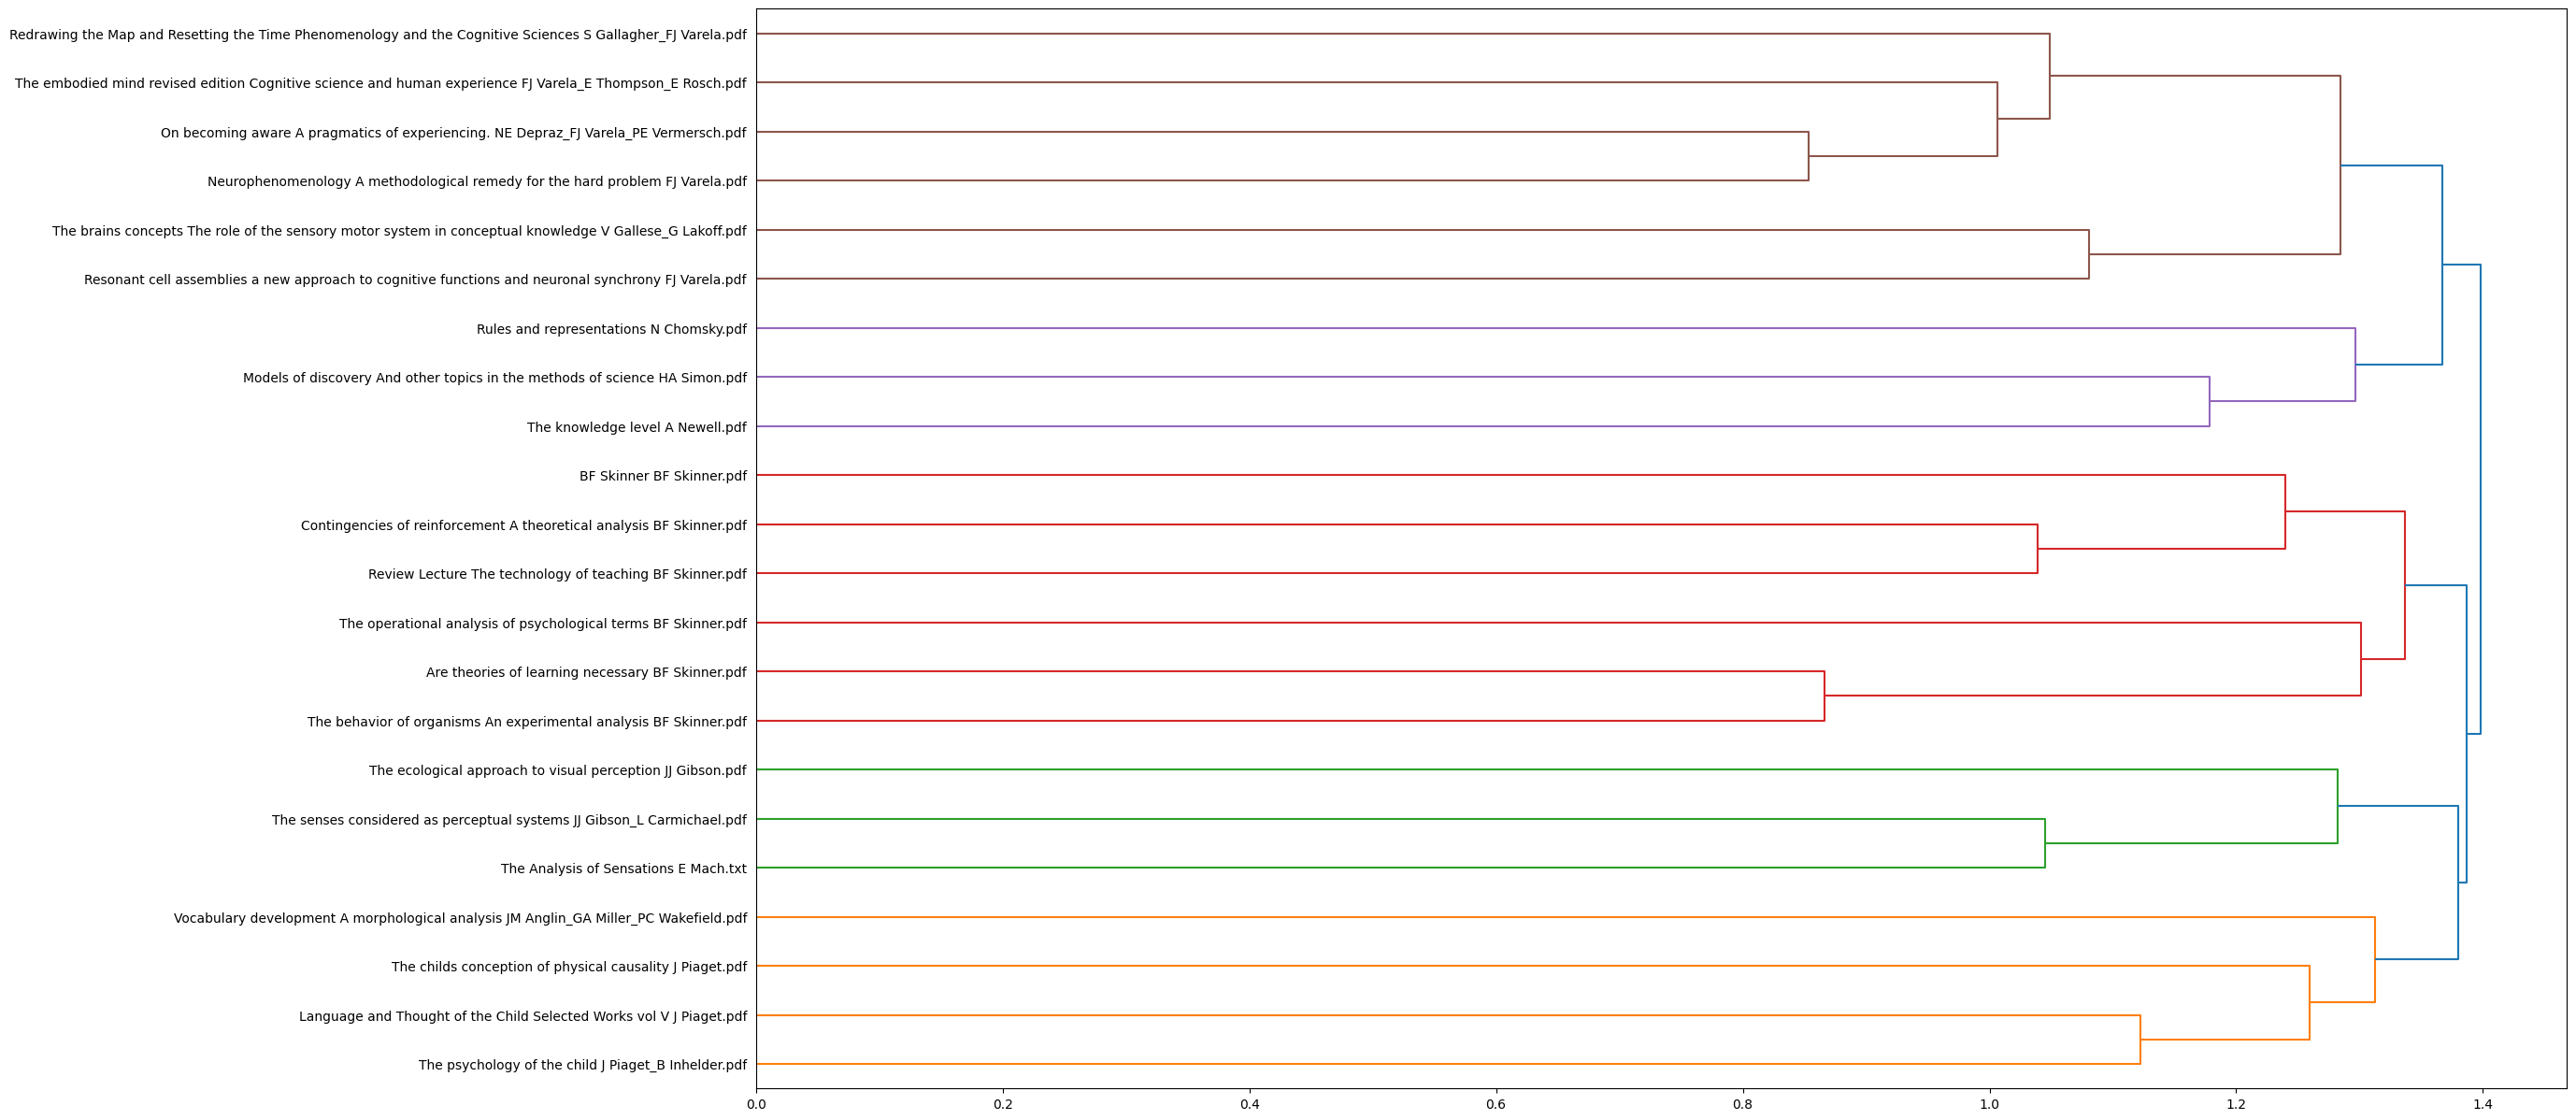 Redrawing the Map and Resetting the Time Phenomenology and the Cognitive Sciences S Gallagher_FJ Varela.pdf
The embodied mind revised edition Cognitive science and human experience FJ Varela_E Thompson_E Rosch.pdf
On becoming aware A pragmatics of experiencing. NE Depraz_FJ Varela_PE Vermersch.pdf
Neurophenomenology A methodological remedy for the hard problem FJ Varela.pdf
The brains concepts The role of the sensory motor system in conceptual knowledge V Gallese_G Lakoff.pdf
Resonant cell assemblies a new approach to cognitive functions and neuronal synchrony FJ Varela.pdf
Rules and representations N Chomsky.pdf
Models of discovery And other topics in the methods of science HA Simon.pdf
The knowledge level A Newell.pdf
BF Skinner BF Skinner.pdf
Contingencies of reinforcement A theoretical analysis BF Skinner.pdf
Review Lecture The technology of teaching BF Skinner.pdf
The operational analysis of psychological terms BF Skinner.pdf
Are theories of learning necessary BF Skinner.pdf
The behavior of organisms An experimental analysis BF Skinner.pdf
The ecological approach to visual perception JJ Gibson.pdf
The senses considered as perceptual systems JJ Gibson_L Carmichael.pdf
The Analysis of Sensations E Mach.txt
Vocabulary development A morphological analysis JM Anglin_GA Miller_PC Wakefield.pdf
The childs conception of physical causality J Piaget.pdf
Language and Thought of the Child Selected Works vol V J Piaget.pdf
The psychology of the child J Piaget_B Inhelder.pdf
0.0 0.2 0.4 0.6 0.8 1.0 1.2 1.4